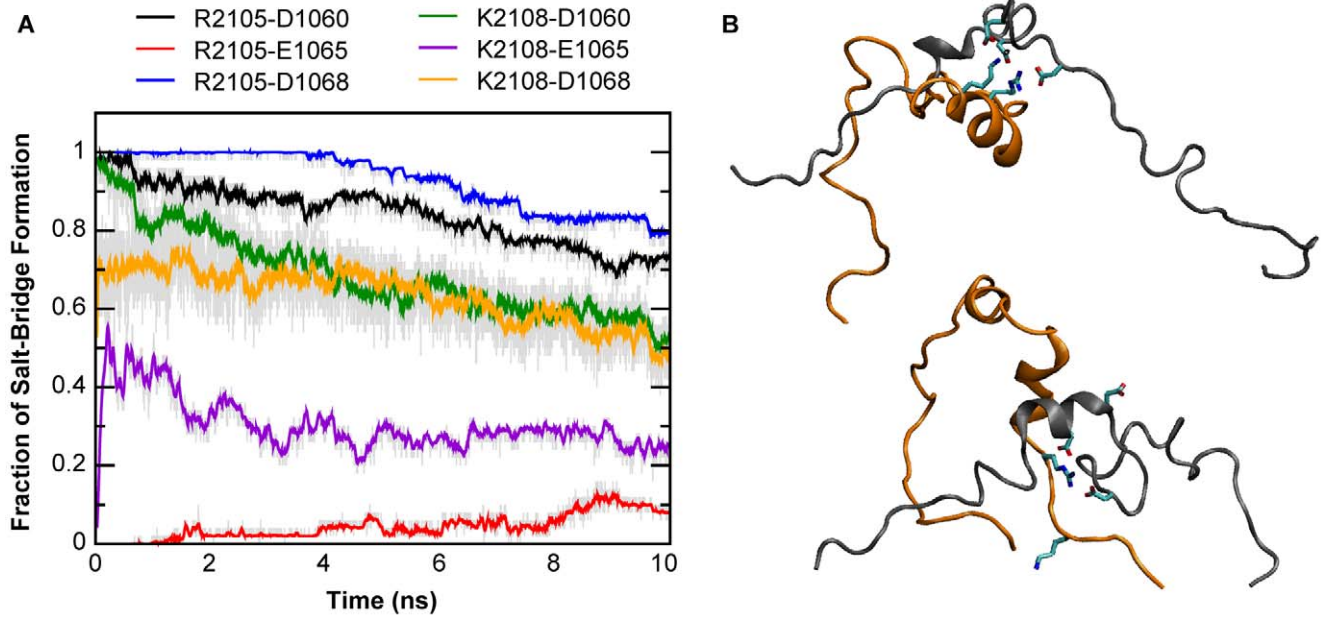 A
R2105-D1060
R2105-E1065
R2105-D1068
K2108-D1060
K2108-E1065
K2108-D1068
B
Fraction of Salt-Bridge Formation
1
0.8
0.6
0.4
0.2
0
0 2 4 6 8 10
Time (ns)